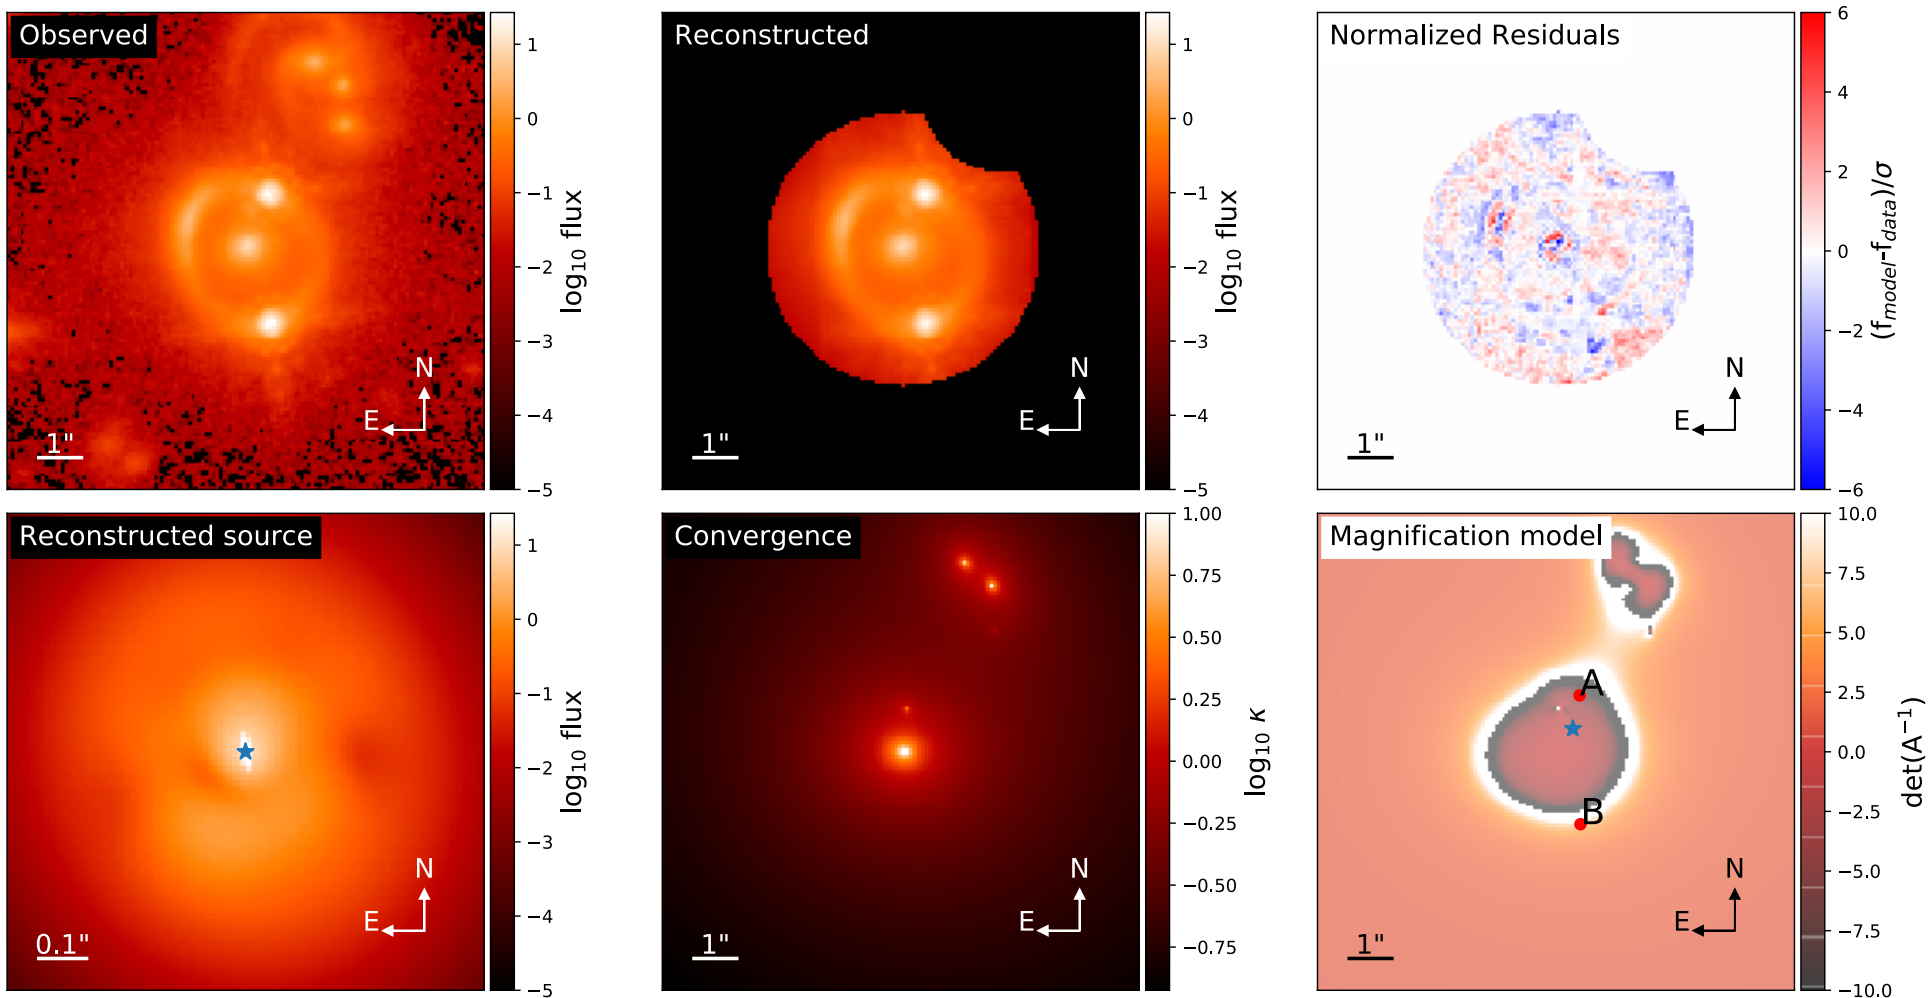 Observed
N
E
1"
1
0
−1
−2
−3
−4
−5
log₁₀ flux
Reconstructed
N
E
1"
1
0
−1
−2
−3
−4
−5
log₁₀ flux
Normalized Residuals
N
E
1"
6
4
2
0
−2
−4
−6
(f_model-f_data)/σ
Reconstructed source
N
E
0.1"
1
0
−1
−2
−3
−4
−5
log₁₀ flux
Convergence
N
E
1"
1.00
0.75
0.50
0.25
0.00
−0.25
−0.50
−0.75
log₁₀ κ
Magnification model
A
B
N
E
1"
10.0
7.5
5.0
2.5
0.0
−2.5
−5.0
−7.5
−10.0
det(A⁻¹)